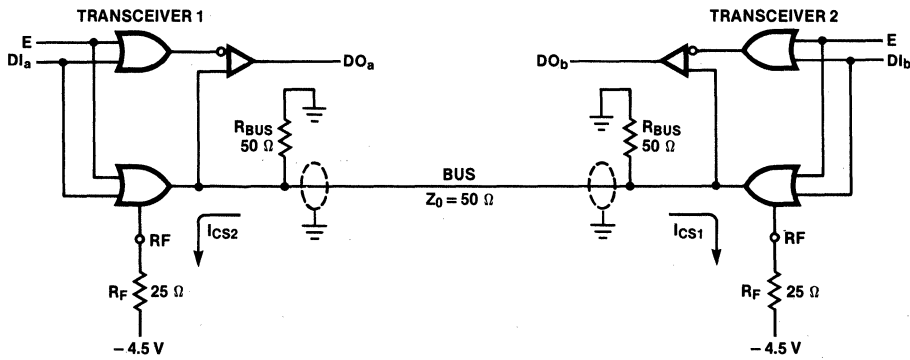 TRANSCEIVER 1
TRANSCEIVER 2
E
DIa
DOa
DOb
E
DIb
RBUS
50 Ω
RBUS
50 Ω
BUS
Z0 = 50 Ω
ICS2
ICS1
RF
RF
RF 25 Ω
RF 25 Ω
– 4.5 V
– 4.5 V